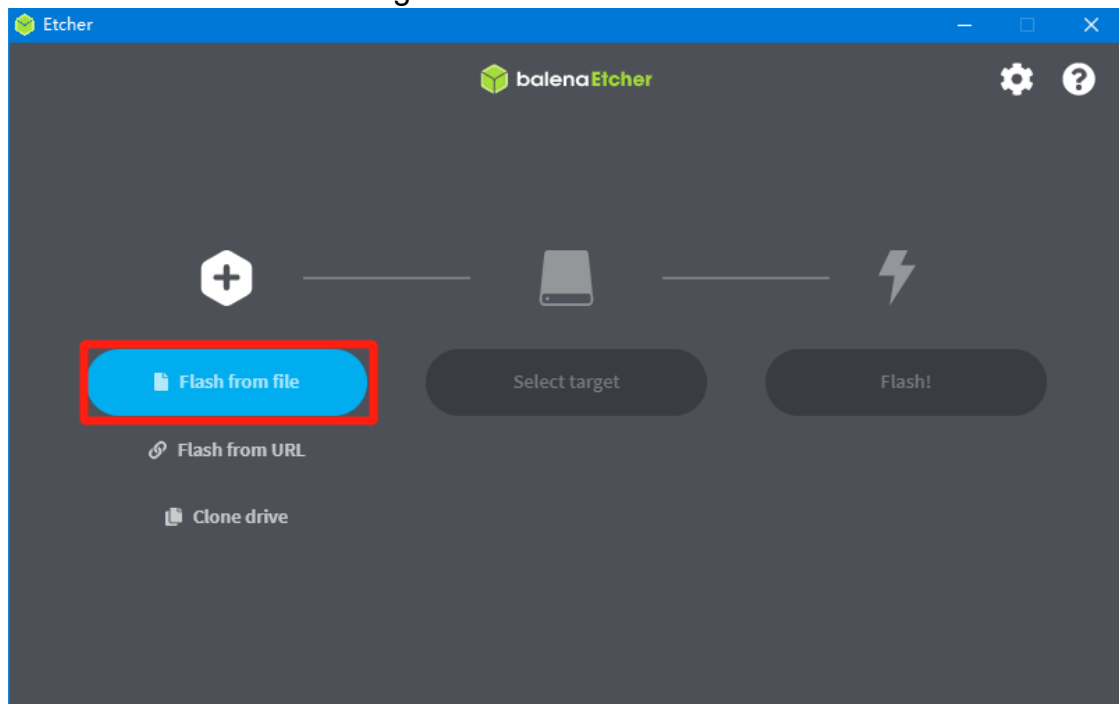 Etcher
balenaEtcher
Flash from file
Select target
Flash!
Flash from URL
Clone drive